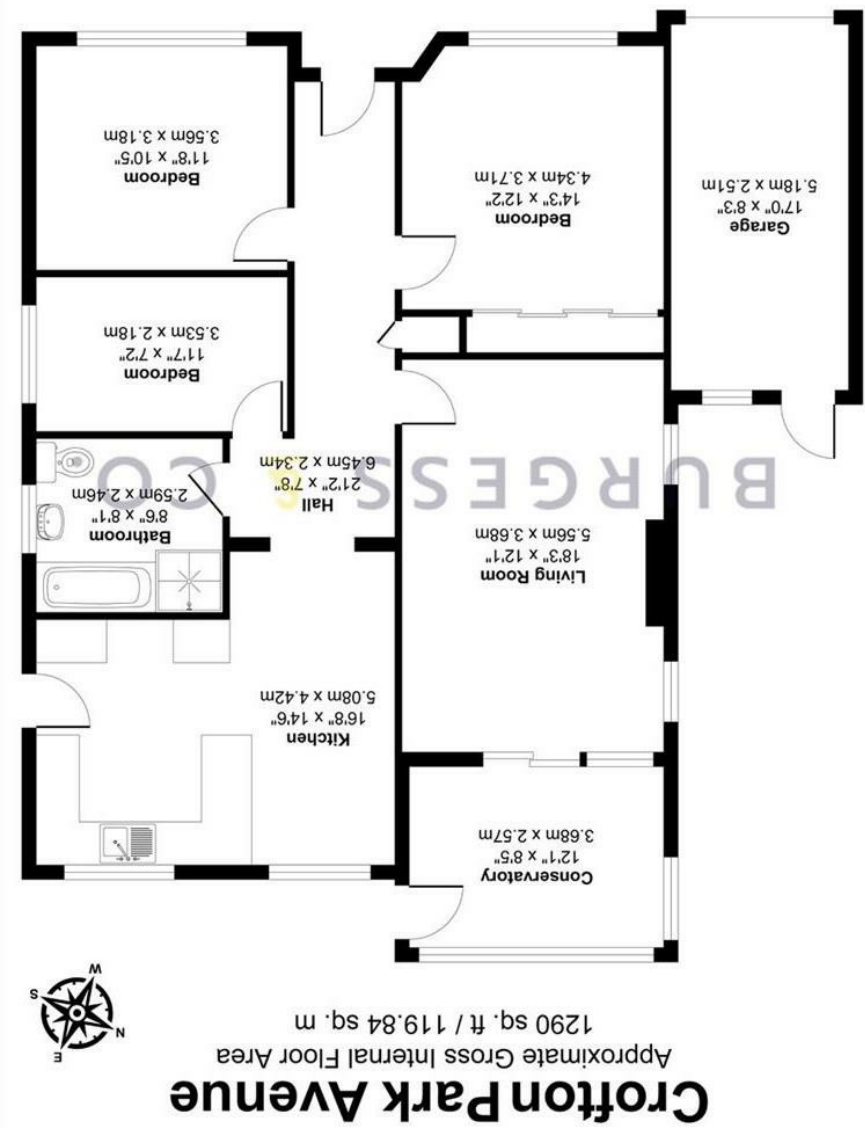 Crofton Park Avenue
Approximate Gross Internal Floor Area
1290 sq. ft / 119.84 sq. m
E
N
S
W
Conservatory
12'1" x 8'5"
3.68m x 2.57m
Kitchen
16'8" x 14'6"
5.08m x 4.42m
Living Room
18'3" x 12'1"
5.56m x 3.68m
Bathroom
8'6" x 8'1"
2.59m x 2.46m
Hall
21'2" x 7'8"
6.45m x 2.34m
BURGESS & CO
Bedroom
11'7" x 7'2"
3.53m x 2.18m
Garage
17'0" x 8'3"
5.18m x 2.51m
Bedroom
14'3" x 12'2"
4.34m x 3.71m
Bedroom
11'8" x 10'5"
3.56m x 3.18m